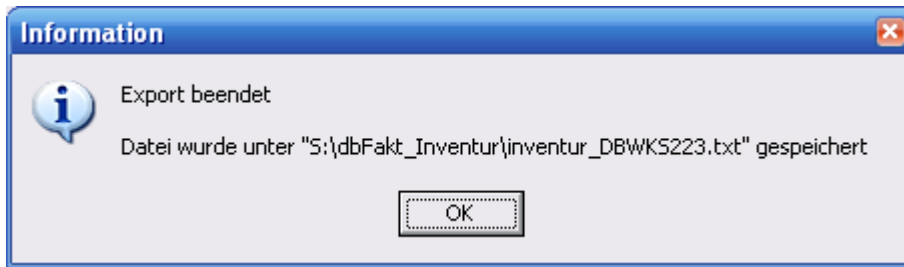 Information
Export beendet
Datei wurde unter "S:\dbFakt_Inventur\inventur_DBWKS223.txt" gespeichert
OK